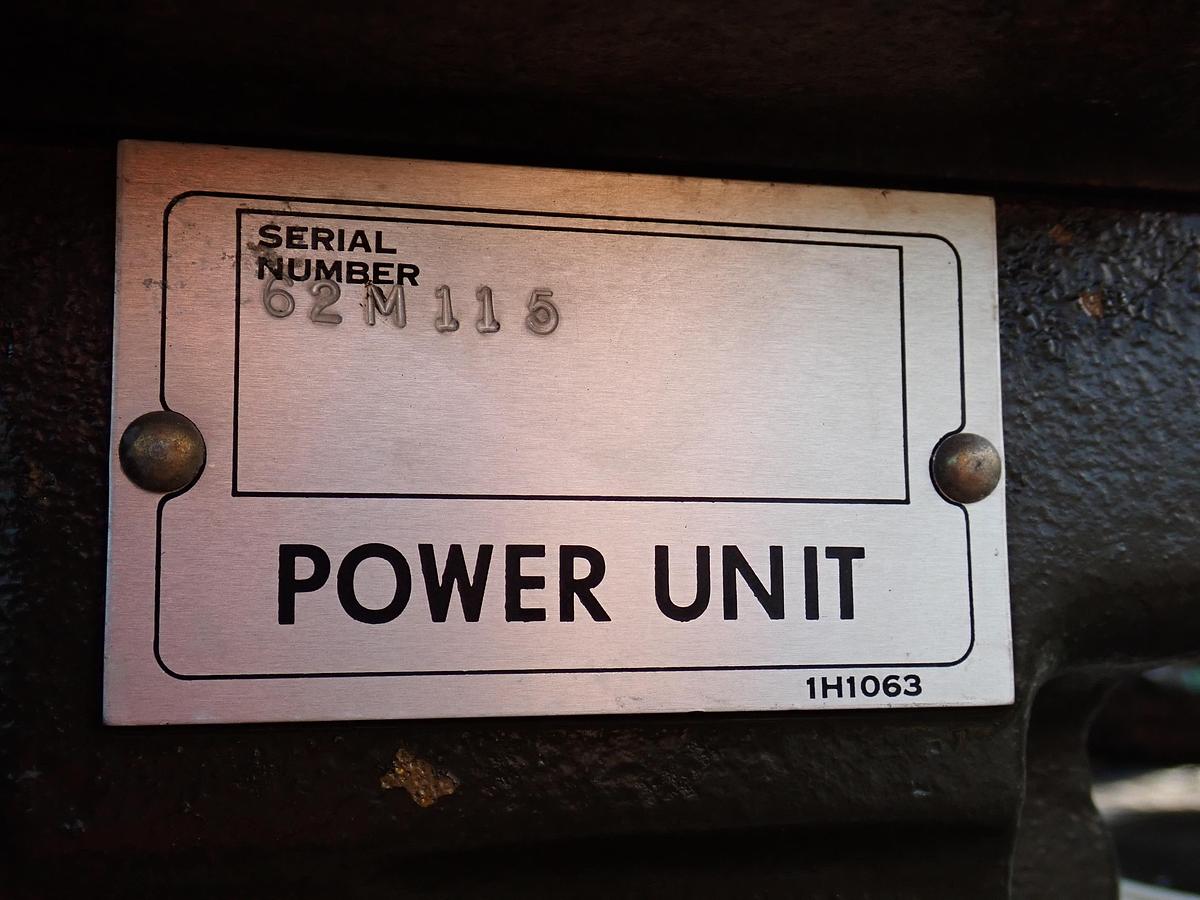 SERIAL
NUMBER
62M115
POWER UNIT
1H1063